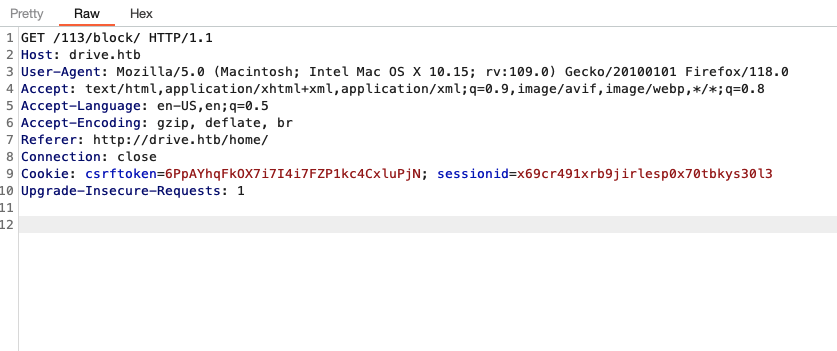 Pretty Raw Hex
1 GET /113/block/ HTTP/1.1
2 Host: drive.htb
3 User-Agent: Mozilla/5.0 (Macintosh; Intel Mac OS X 10.15; rv:109.0) Gecko/20100101 Firefox/118.0
4 Accept: text/html,application/xhtml+xml,application/xml;q=0.9,image/avif,image/webp,*/*;q=0.8
5 Accept-Language: en-US,en;q=0.5
6 Accept-Encoding: gzip, deflate, br
7 Referer: http://drive.htb/home/
8 Connection: close
9 Cookie: csrftoken=6PpAYhqFkOX7i7I4i7FZP1kc4CxluPjN; sessionid=x69cr491xrb9jirlesp0x70tbkys30l3
10 Upgrade-Insecure-Requests: 1
11
12